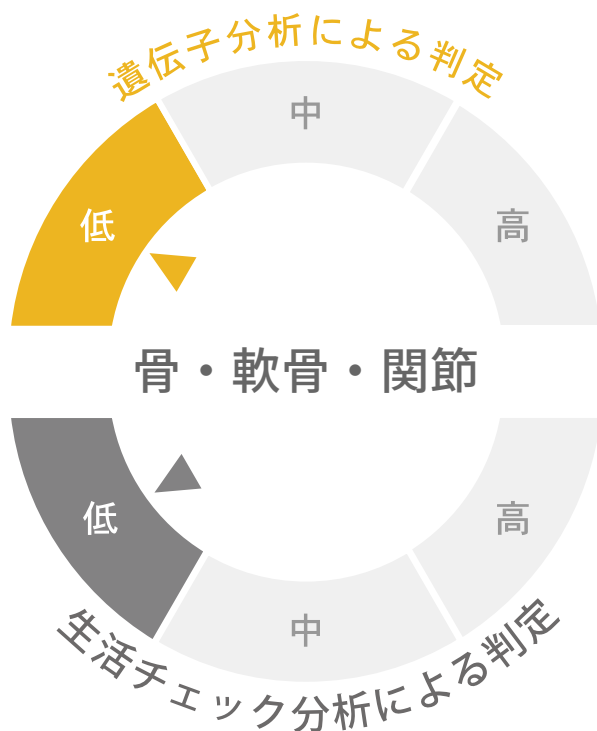 遺伝子分析による判定
中
低
高
骨・軟骨・関節
低
高
中
生活チェック分析による判定